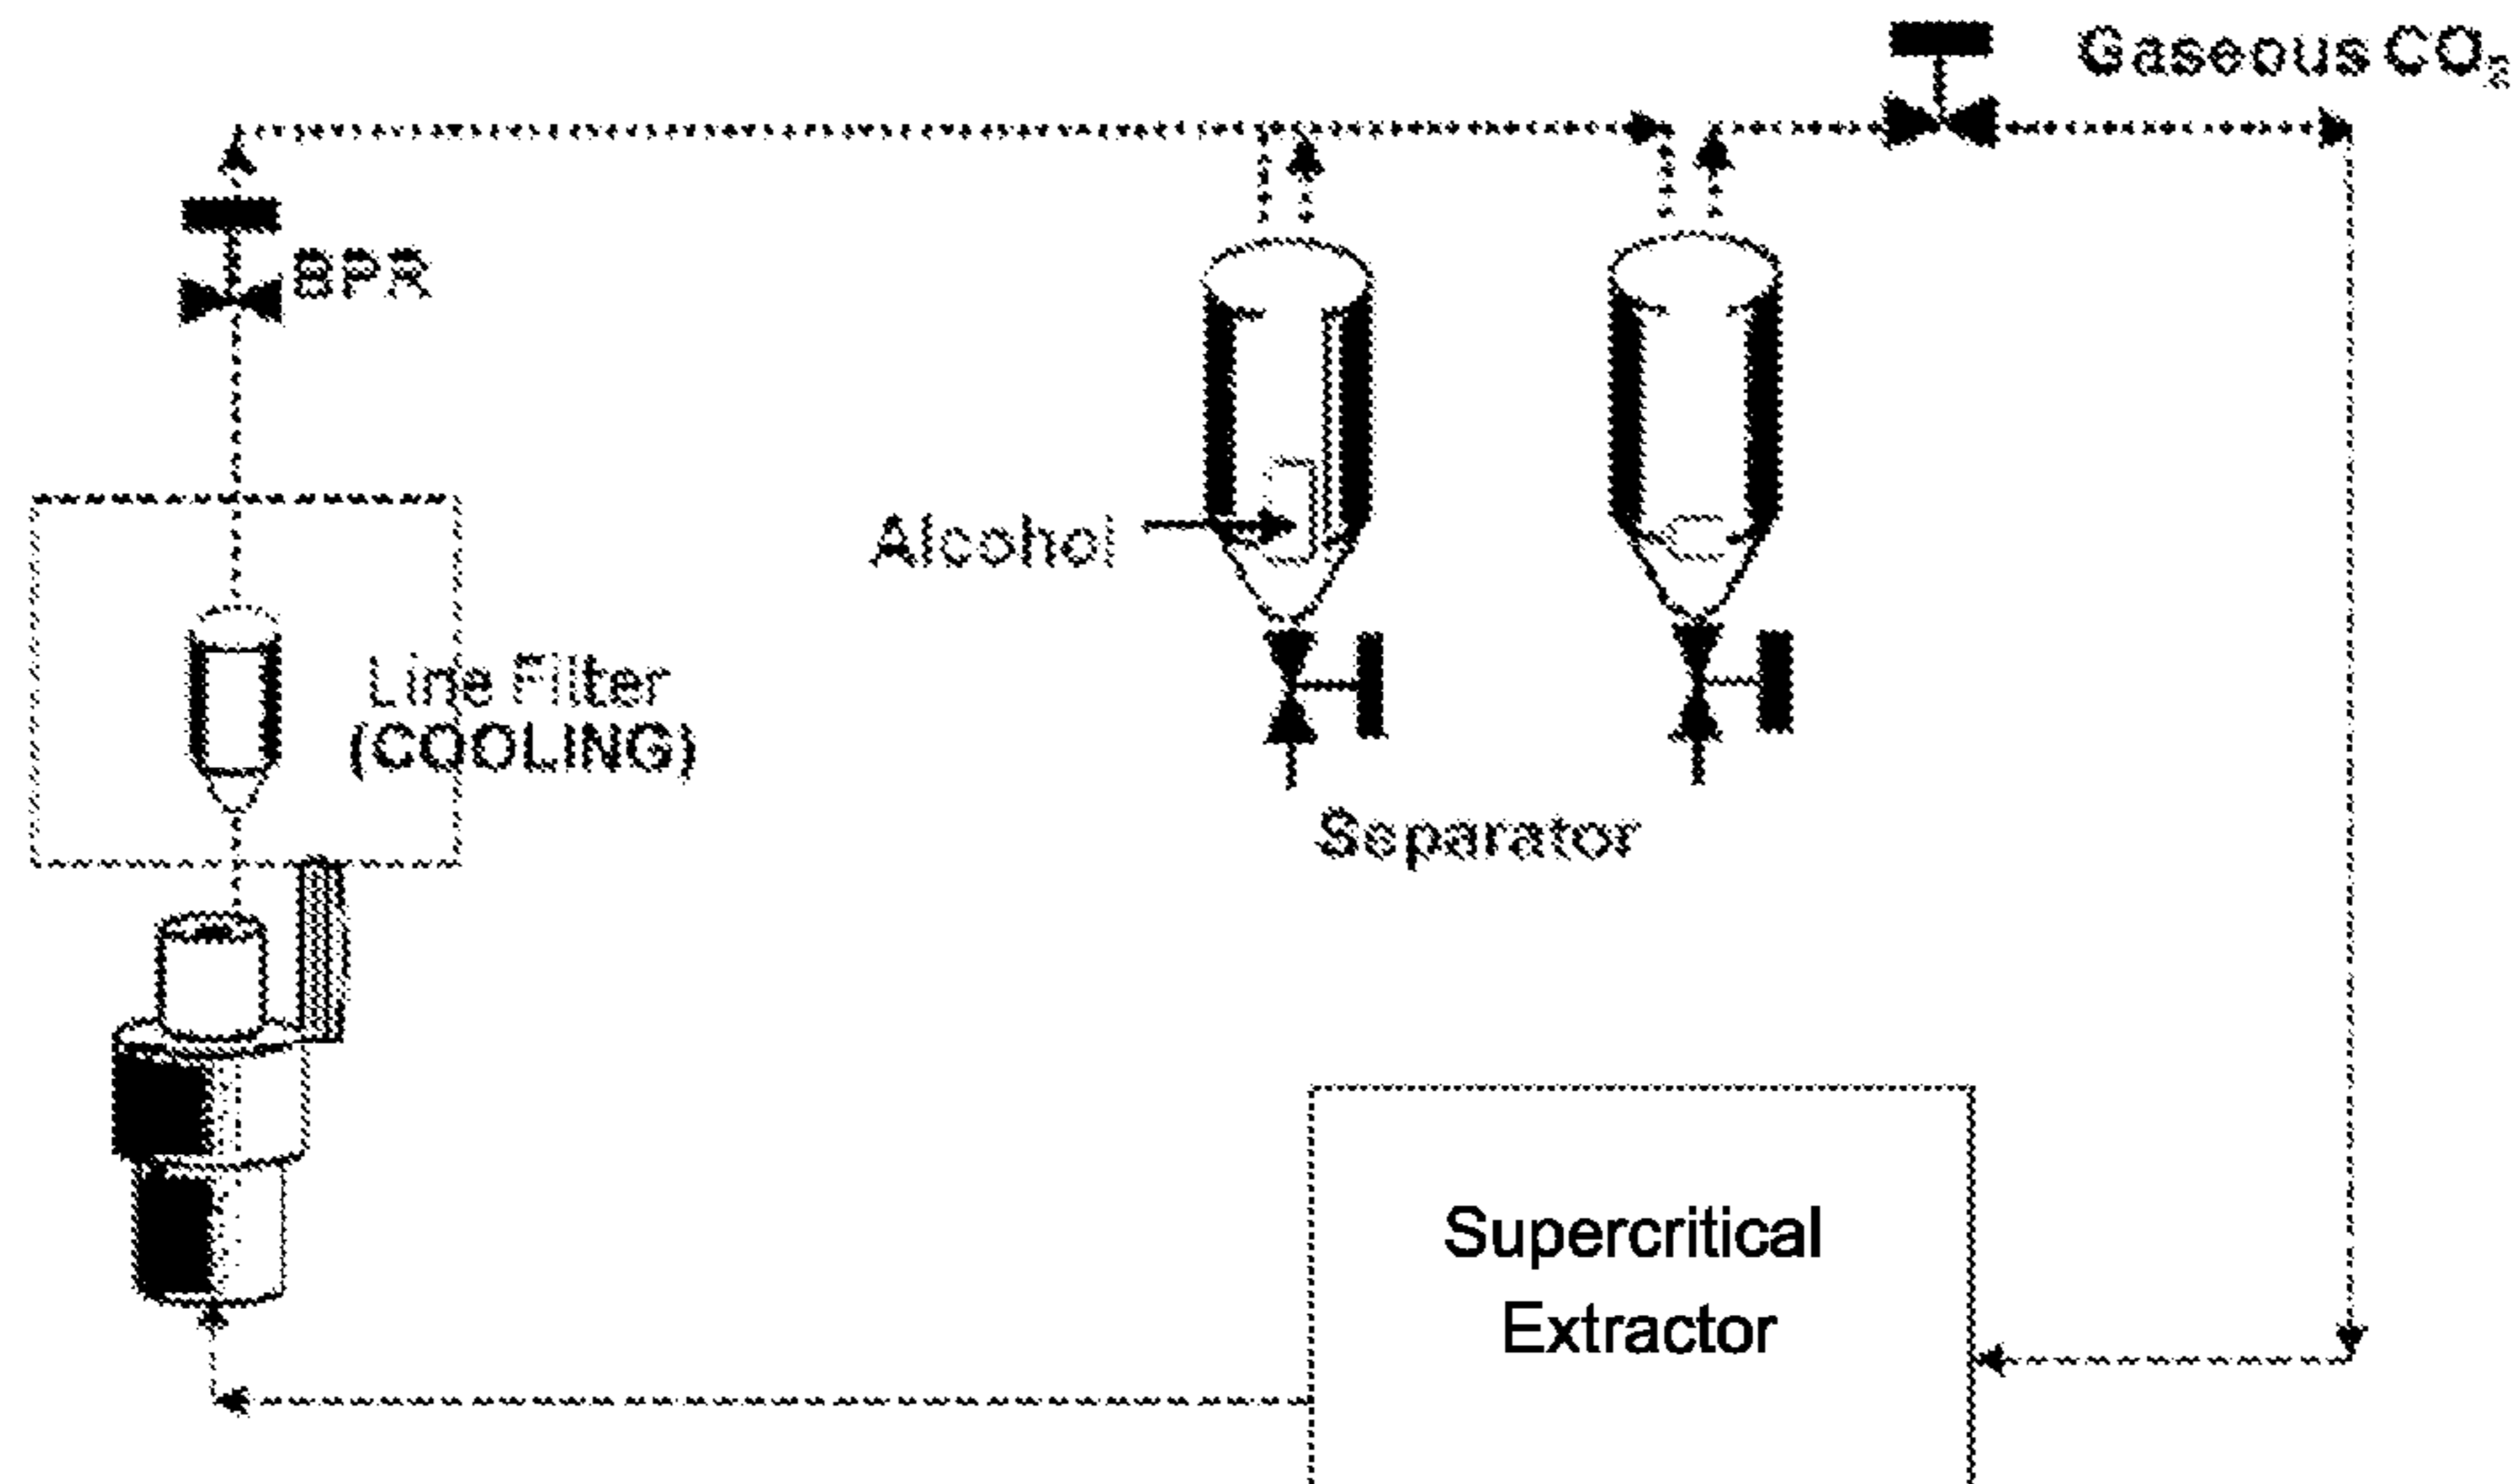 Gaseous CO₂
BPR
Alcohol
Line Filter
(COOLING)
Separator
Supercritical
Extractor